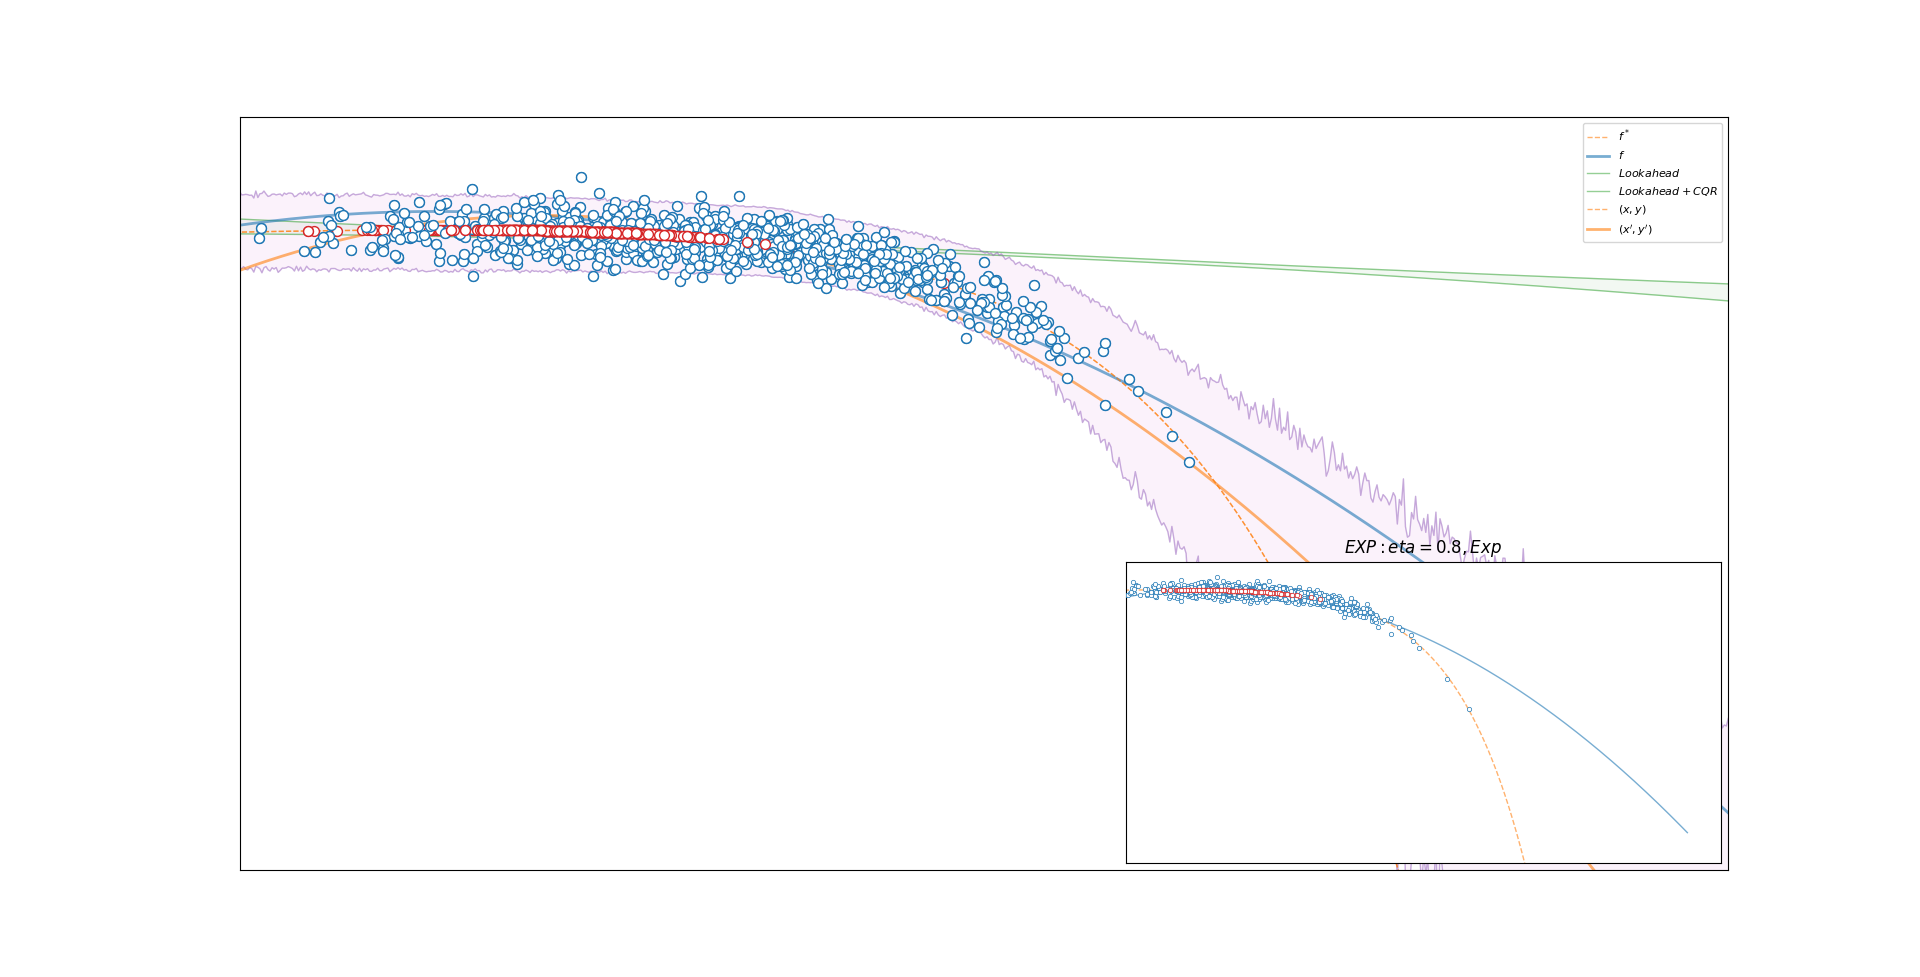 f*
f
Lookahead
Lookahead + CQR
(x, y)
(x′, y′)
EXP : eta = 0.8, Exp